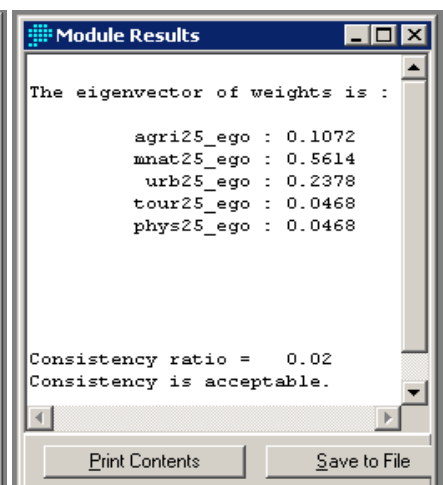 Module Results
The eigenvector of weights is :
agri25_ego : 0.1072
mnat25_ego : 0.5614
urb25_ego : 0.2378
tour25_ego : 0.0468
phys25_ego : 0.0468
Consistency ratio = 0.02
Consistency is acceptable.
Print Contents Save to File